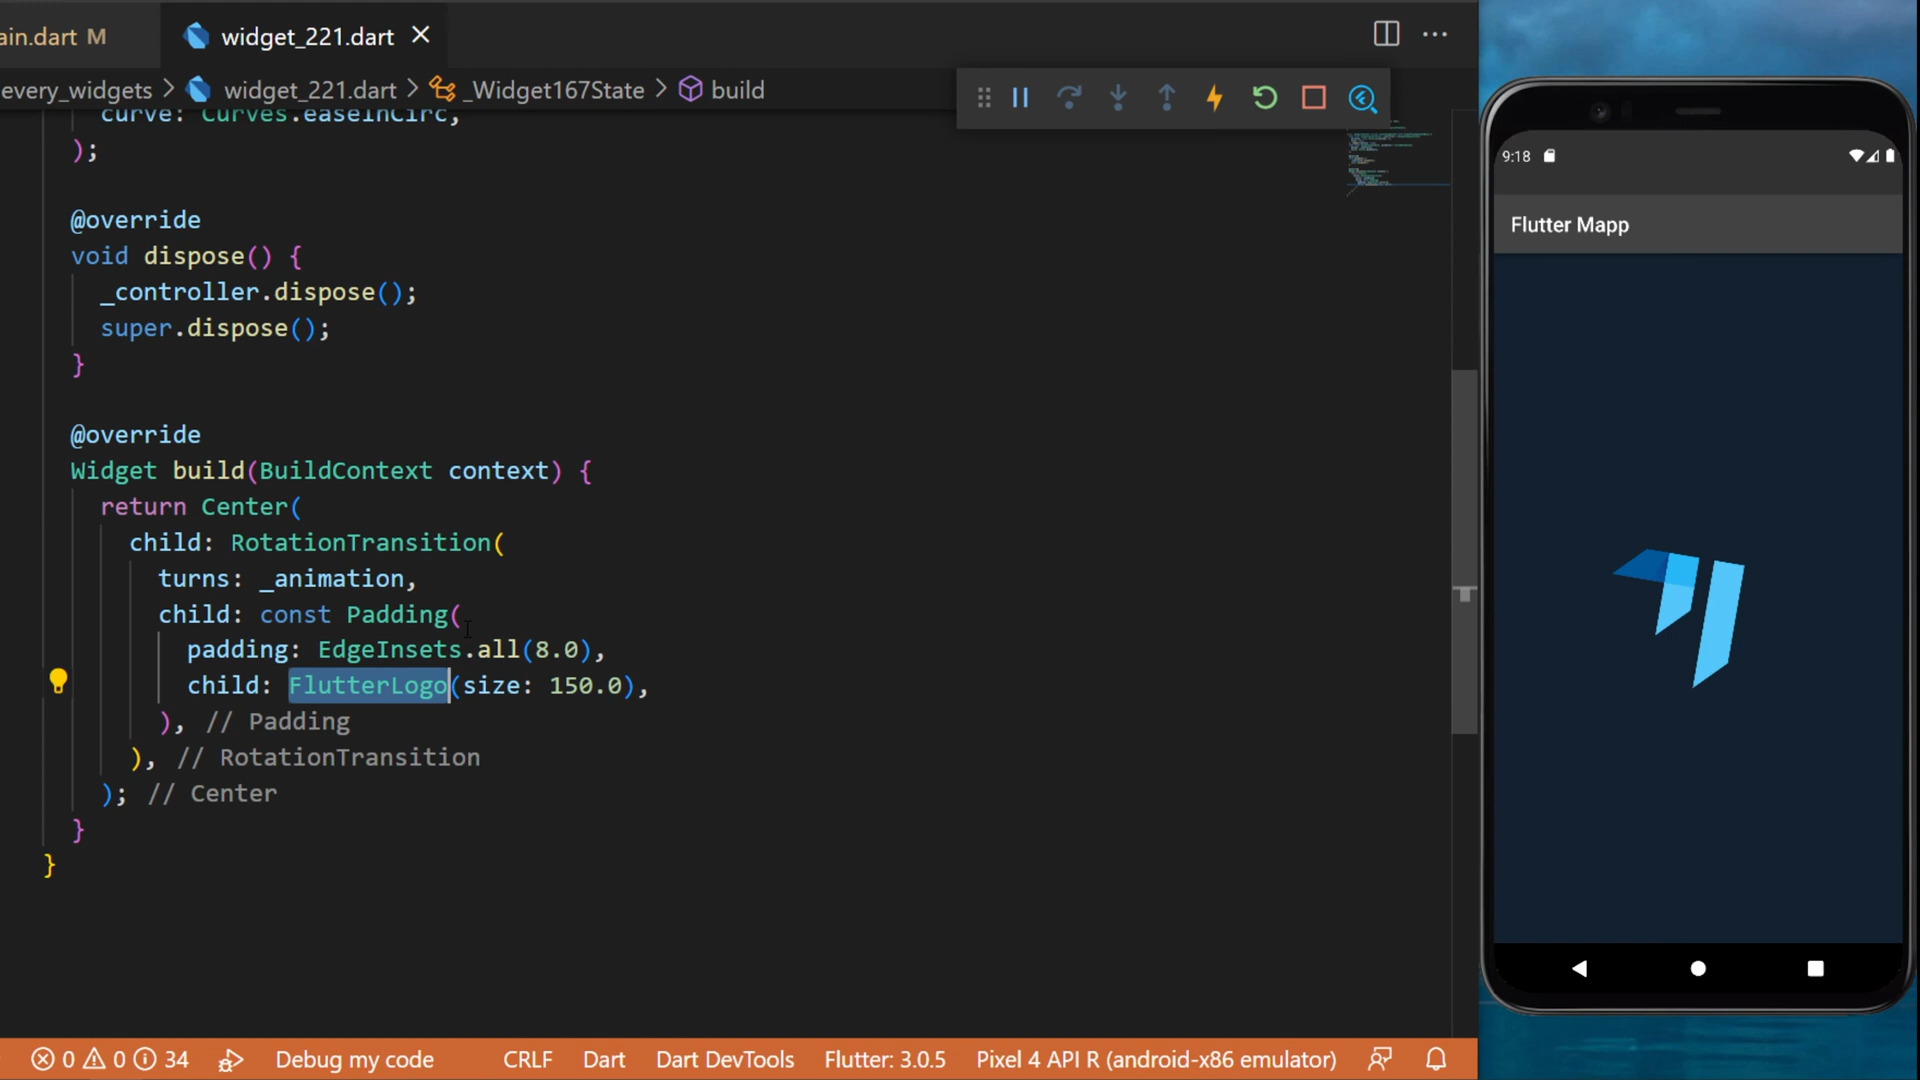 ain.dart M
widget_221.dart
every_widgets > widget_221.dart > _Widget167State > build
curve: Curves.easeInCirc,
);
@override
void dispose() {
_controller.dispose();
super.dispose();
}
@override
Widget build(BuildContext context) {
return Center(
child: RotationTransition(
turns: _animation,
child: const Padding(
padding: EdgeInsets.all(8.0),
child: FlutterLogo(size: 150.0),
), // Padding
), // RotationTransition
); // Center
}
}
0 0 34 Debug my code CRLF Dart Dart DevTools Flutter: 3.0.5 Pixel 4 API R (android-x86 emulator)
9:18
Flutter Mapp